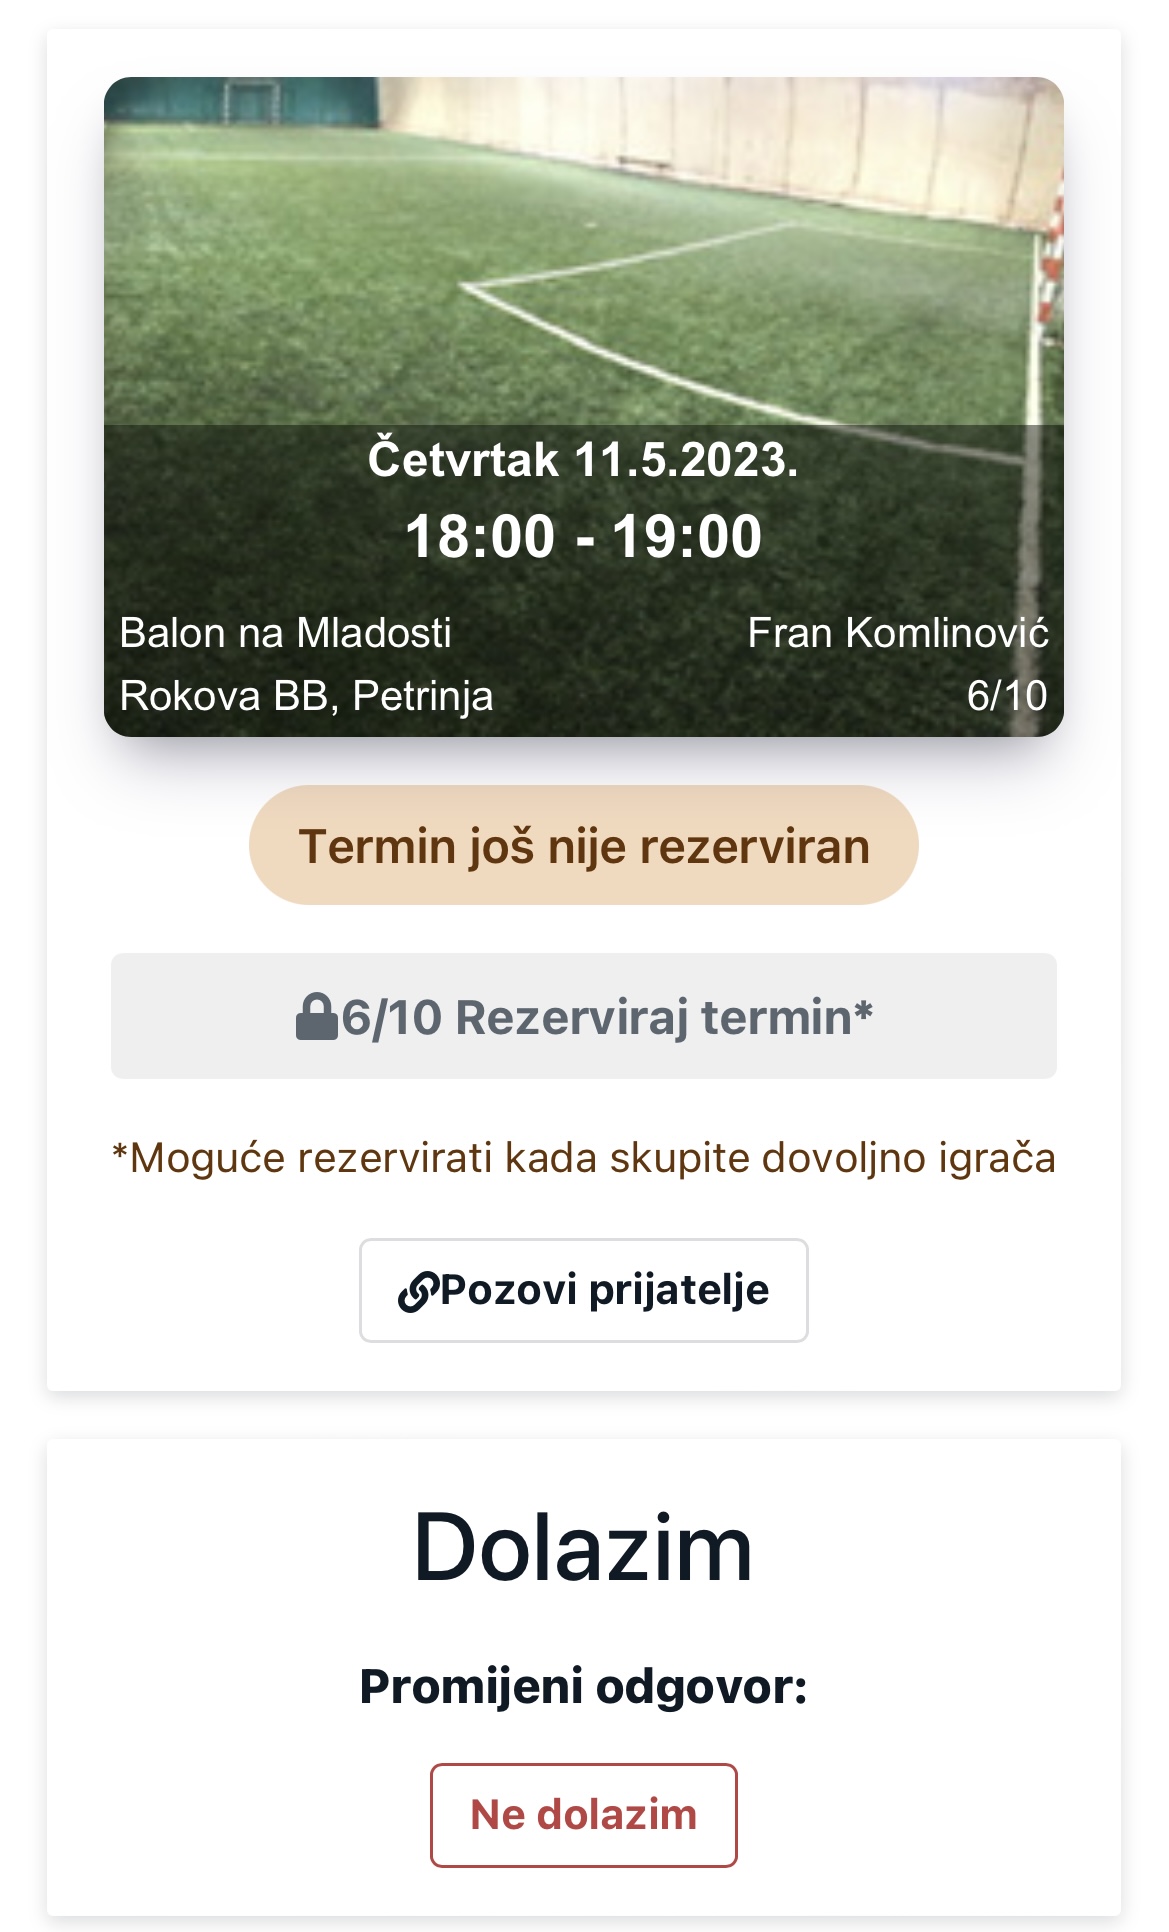 Četvrtak 11.5.2023.
18:00 - 19:00
Balon na Mladosti
Fran Komlinović
Rokova BB, Petrinja
6/10
Termin još nije rezerviran
6/10 Rezerviraj termin*
*Moguće rezervirati kada skupite dovoljno igrača
Pozovi prijatelje
Dolazim
Promijeni odgovor:
Ne dolazim